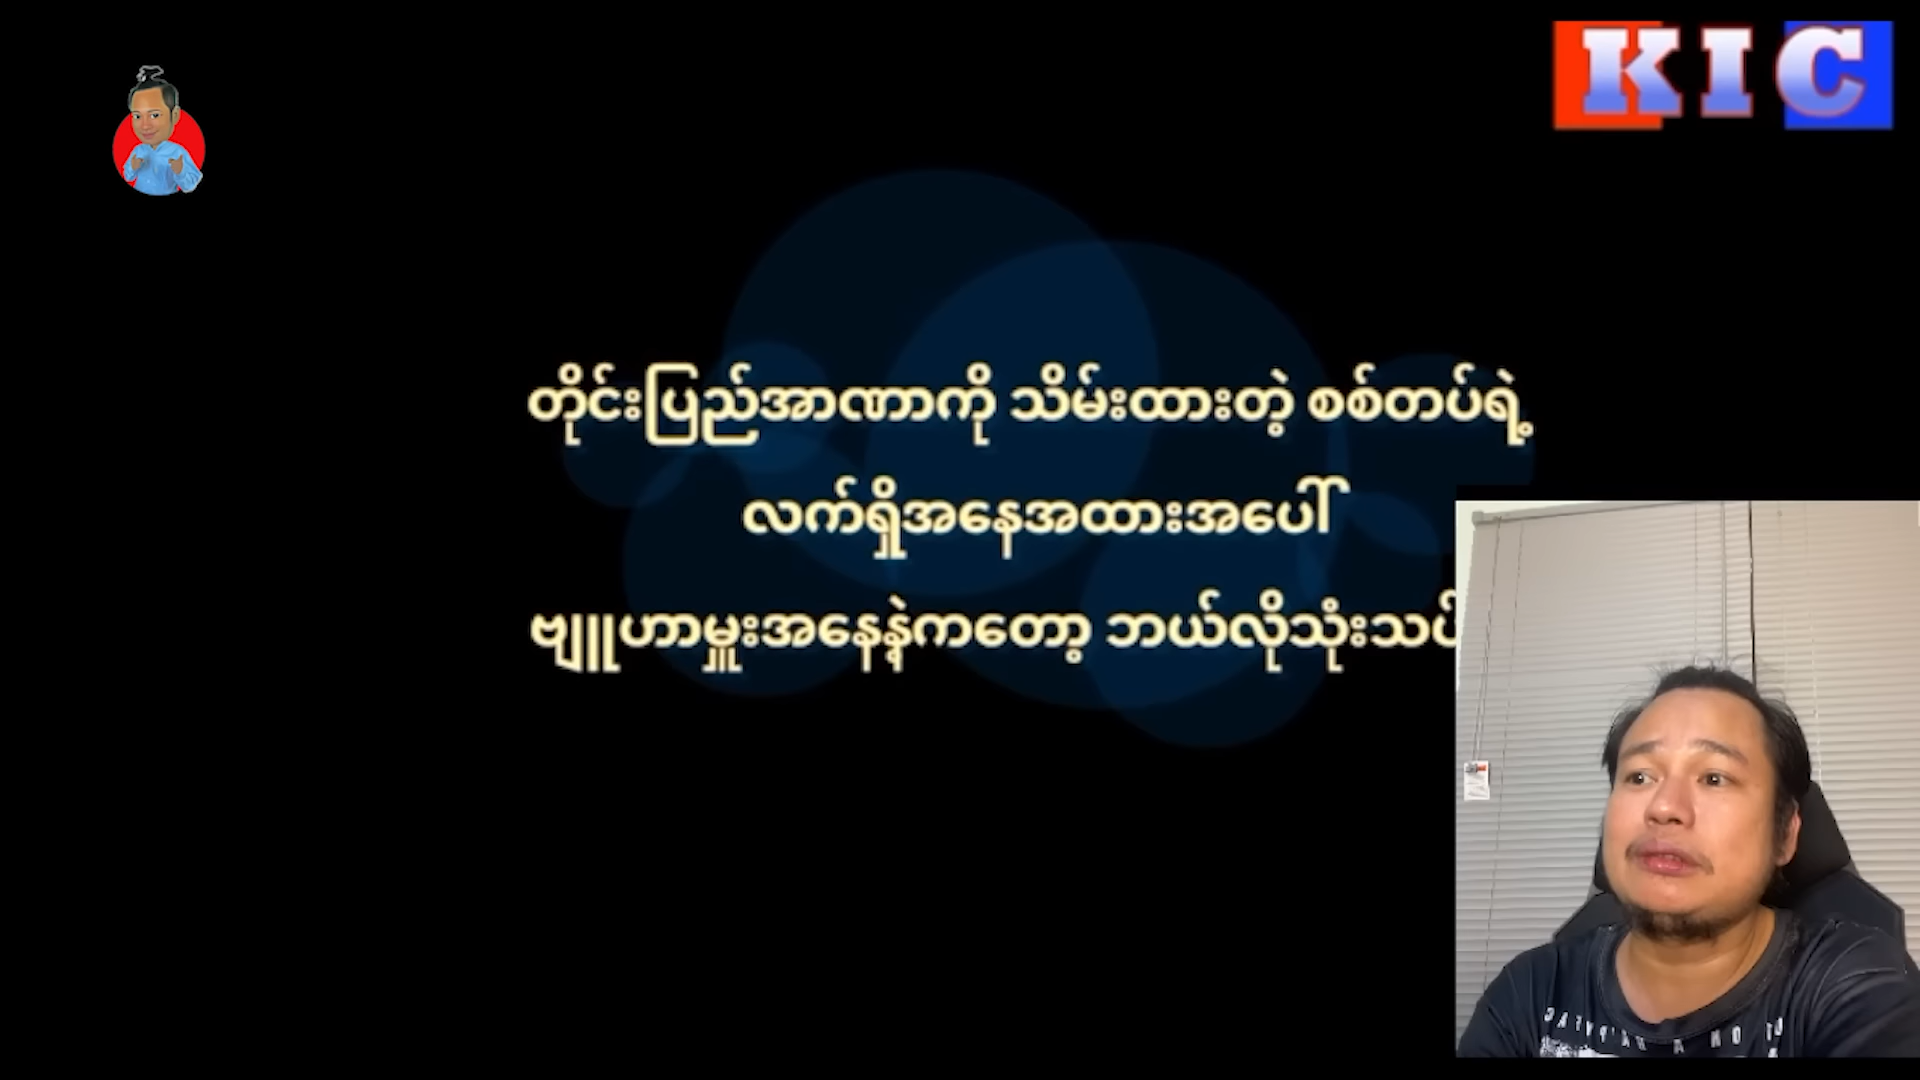 KIC
တိုင်းပြည်အာဏာကို သိမ်းထားတဲ့ စစ်တပ်ရဲ့
လက်ရှိအနေအထားအပေါ်
ဗျူဟာမှူးအနေနဲ့ကတော့ ဘယ်လိုသုံးသပ်